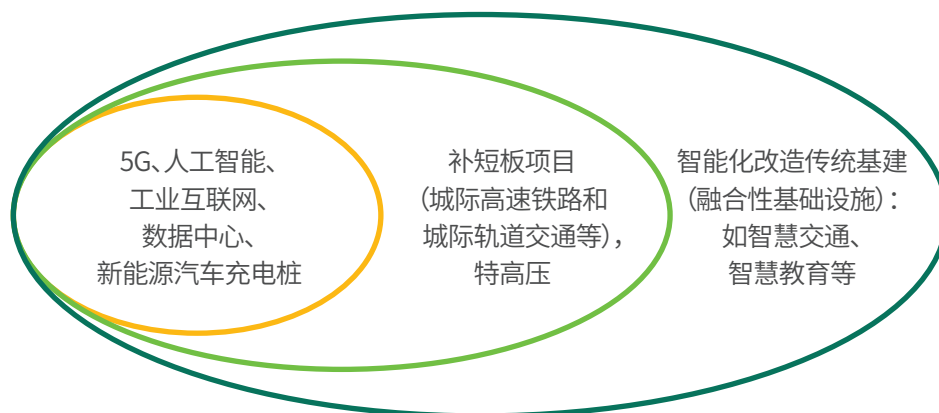 5G、人工智能、
工业互联网、
数据中心、
新能源汽车充电桩
补短板项目
（城际高速铁路和
城际轨道交通等），
特高压
智能化改造传统基建
（融合性基础设施）：
如智慧交通、
智慧教育等